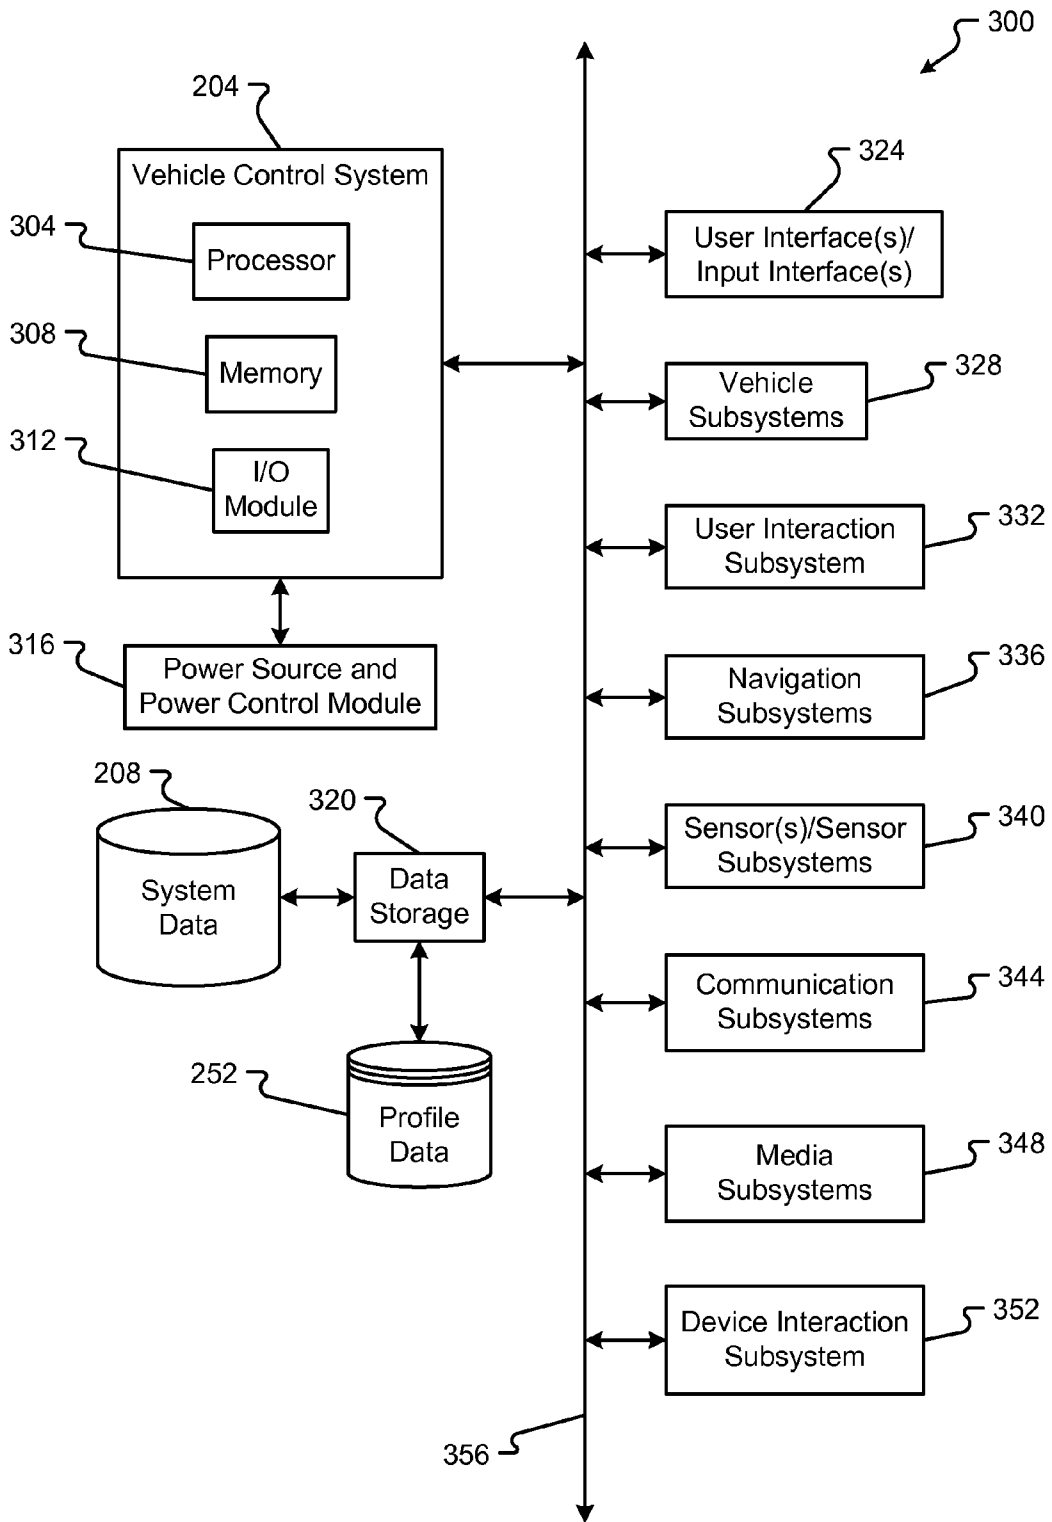 300
204
Vehicle Control System
304
Processor
308
Memory
312
I/O
Module
316
Power Source and
Power Control Module
208
System
Data
320
Data
Storage
252
Profile
Data
324
User Interface(s)/
Input Interface(s)
328
Vehicle
Subsystems
332
User Interaction
Subsystem
336
Navigation
Subsystems
340
Sensor(s)/Sensor
Subsystems
344
Communication
Subsystems
348
Media
Subsystems
352
Device Interaction
Subsystem
356